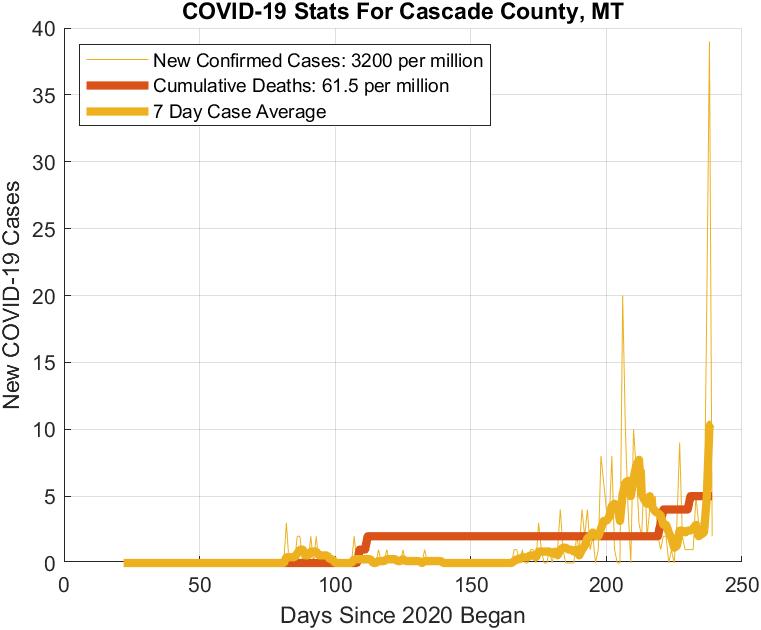 COVID-19 Stats For Cascade County, MT
40
35
30
25
20
15
10
5
0
New COVID-19 Cases
New Confirmed Cases: 3200 per million
Cumulative Deaths: 61.5 per million
7 Day Case Average
0 50 100 150 200 250
Days Since 2020 Began